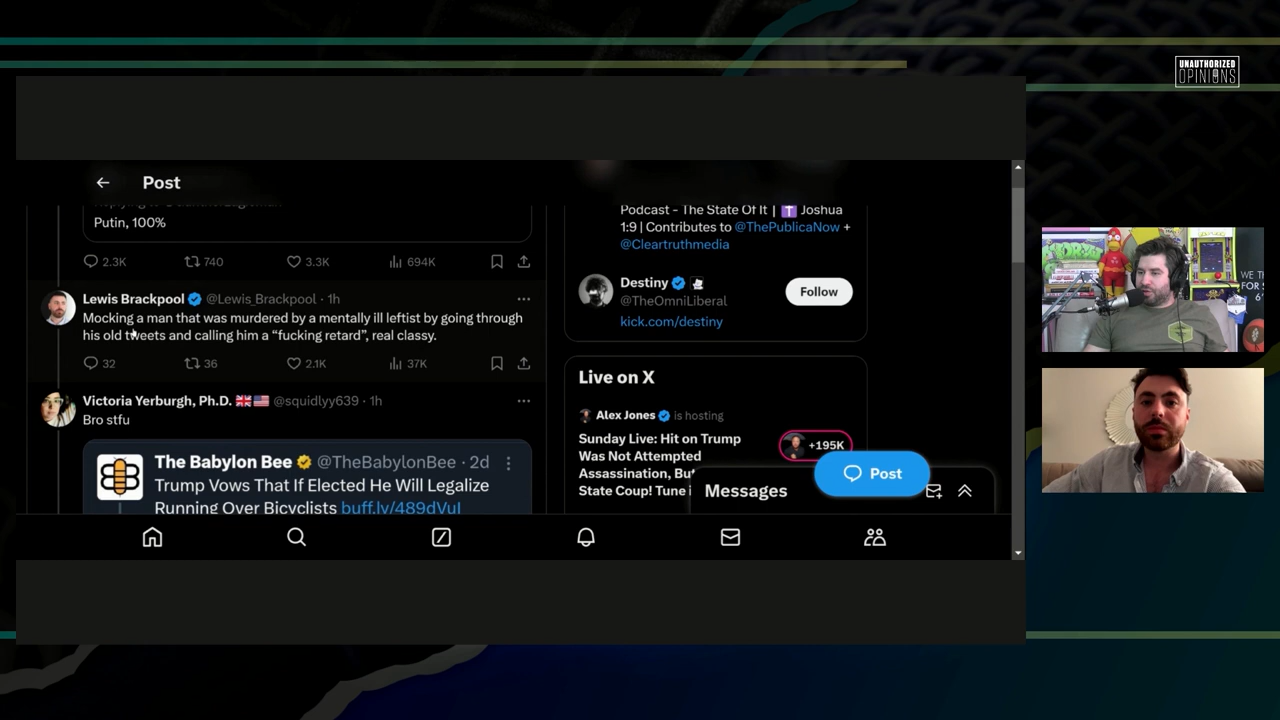 UNAUTHORIZED
OPINIONS
Post
Putin, 100%
2.3K 740 3.3K 694K
Lewis Brackpool @Lewis_Brackpool · 1h
Mocking a man that was murdered by a mentally ill leftist by going through
his old tweets and calling him a “fucking retard”, real classy.
32 36 2.1K 37K
Victoria Yerburgh, Ph.D. @squidlyy639 · 1h
Bro stfu
The Babylon Bee @TheBabylonBee · 2d
Trump Vows That If Elected He Will Legalize
Running Over Bicyclists buff.ly/489dVuI
Podcast - The State Of It | Joshua
1:9 | Contributes to @ThePublicaNow +
@Cleartruthmedia
Destiny
@TheOmniLiberal
kick.com/destiny
Follow
Live on X
Alex Jones is hosting
Sunday Live: Hit on Trump
Was Not Attempted
Assassination, But
State Coup! Tune i
+195K
Post
Messages
WE
FOR
6'